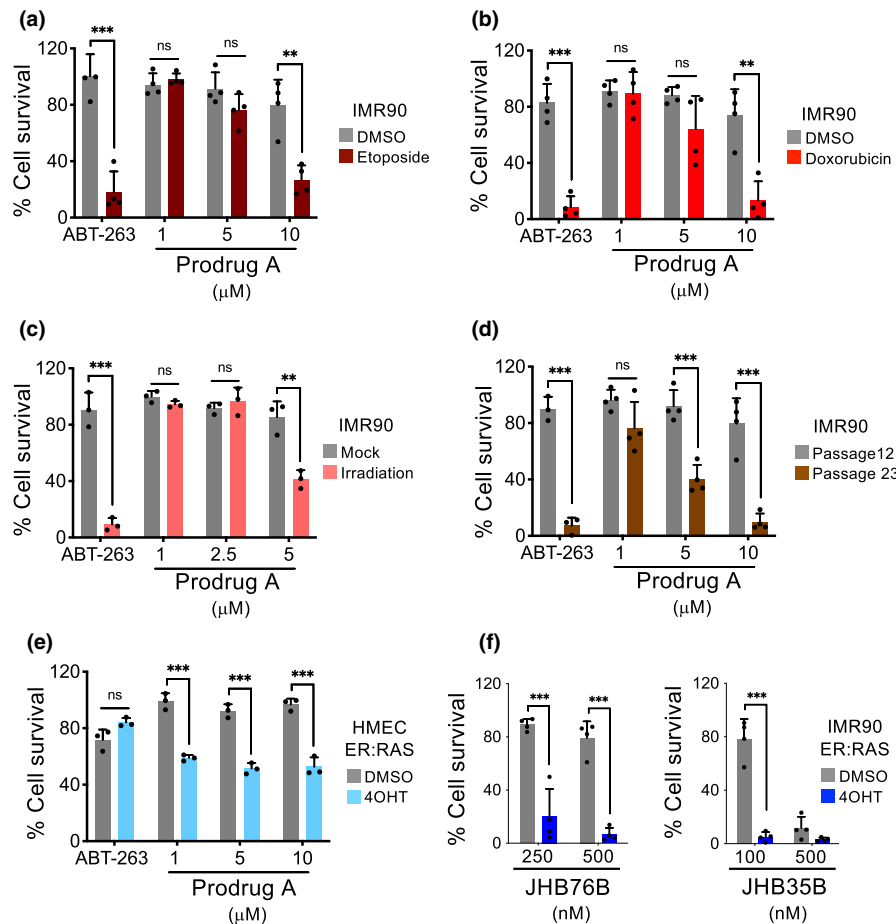 (a)
*** ns ns **
% Cell survival
120
80
40
0
IMR90
DMSO
Etoposide
ABT-263 1 5 10
Prodrug A
(μM)
(b)
*** ns ns **
% Cell survival
120
80
40
0
IMR90
DMSO
Doxorubicin
ABT-263 1 5 10
Prodrug A
(μM)
(c)
*** ns ns **
% Cell survival
120
80
40
0
IMR90
Mock
Irradiation
ABT-263 1 2.5 5
Prodrug A
(μM)
(d)
*** ns *** ***
% Cell survival
120
80
40
0
IMR90
Passage12
Passage 23
ABT-263 1 5 10
Prodrug A
(μM)
(e)
ns *** *** ***
% Cell survival
120
80
40
0
HMEC
ER:RAS
DMSO
4OHT
ABT-263 1 5 10
Prodrug A
(μM)
(f)
*** ***
% Cell survival
120
80
40
0
250 500
JHB76B
(nM)
***
% Cell survival
120
80
40
0
IMR90
ER:RAS
DMSO
4OHT
100 500
JHB35B
(nM)